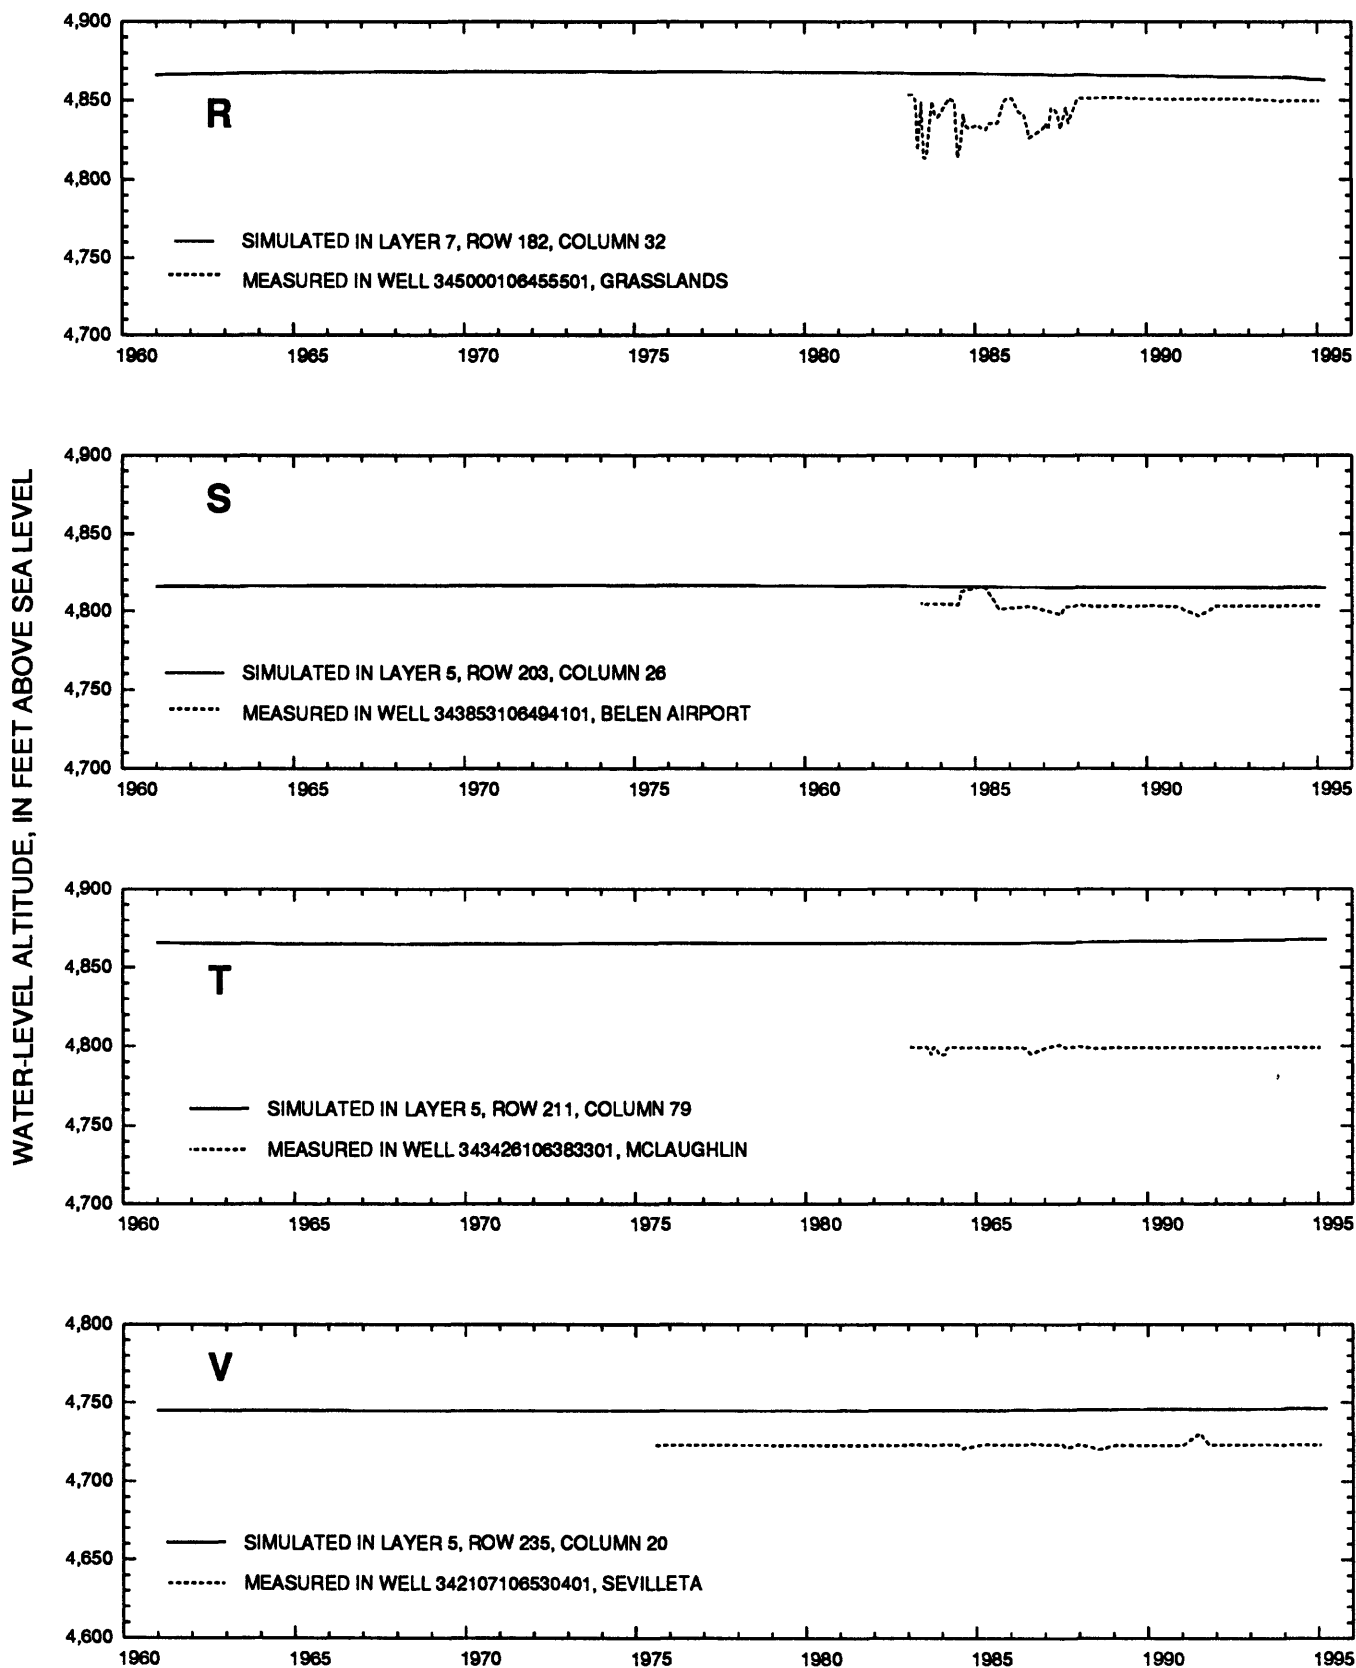 WATER-LEVEL ALTITUDE, IN FEET ABOVE SEA LEVEL
4,900
4,850
R
4,800
4,750
SIMULATED IN LAYER 7, ROW 182, COLUMN 32
MEASURED IN WELL 345000106455501, GRASSLANDS
4,700
1960 1965 1970 1975 1980 1985 1990 1995
4,900
S
4,850
4,800
SIMULATED IN LAYER 5, ROW 203, COLUMN 26
4,750
MEASURED IN WELL 343853106494101, BELEN AIRPORT
4,700
1960 1965 1970 1975 1960 1985 1990 1995
4,900
4,850
T
4,800
SIMULATED IN LAYER 5, ROW 211, COLUMN 79
4,750
MEASURED IN WELL 343426106383301, MCLAUGHLIN
4,700
1960 1965 1970 1975 1980 1965 1990 1995
4,800
V
4,750
4,700
SIMULATED IN LAYER 5, ROW 235, COLUMN 20
4,650
MEASURED IN WELL 342107106530401, SEVILLETA
4,600
1960 1965 1970 1975 1980 1985 1990 1995